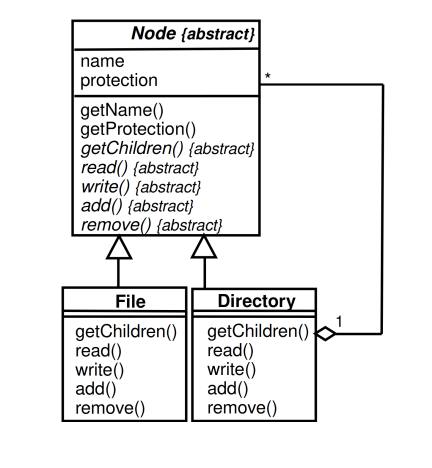 Node {abstract}
name
protection
*
getName()
getProtection()
getChildren() {abstract}
read() {abstract}
write() {abstract}
add() {abstract}
remove() {abstract}
File
getChildren()
read()
write()
add()
remove()
Directory
getChildren()
read()
write()
add()
remove()
1